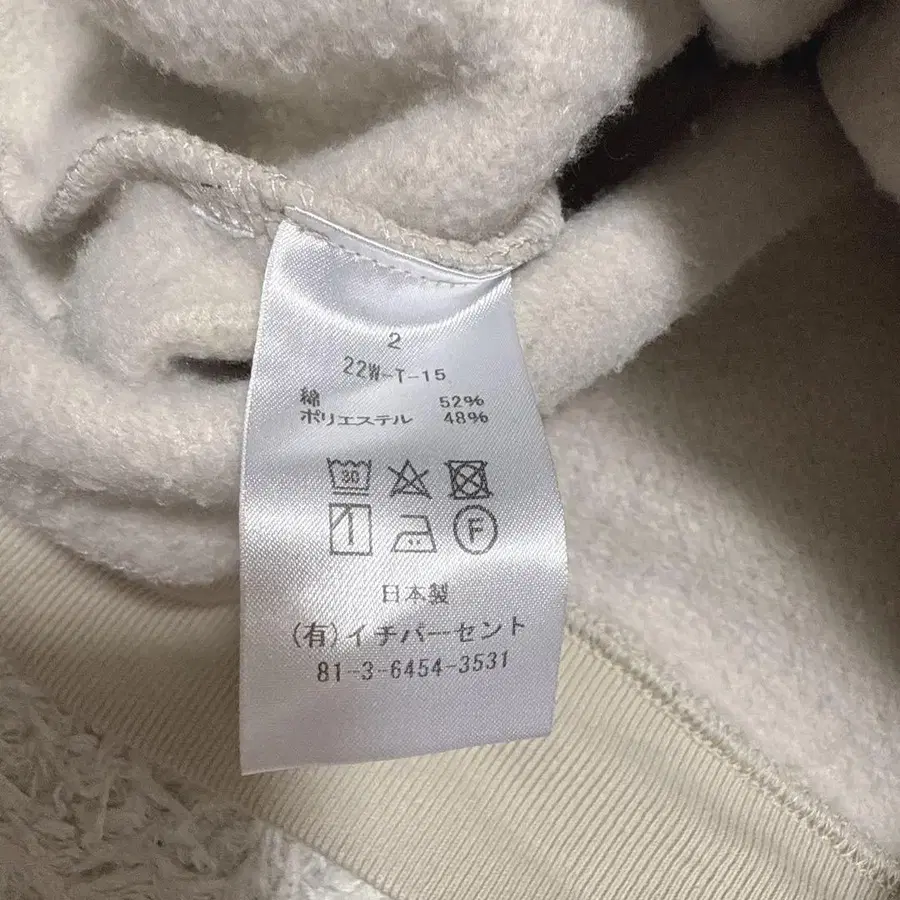 2
22W-T-15
綿 52%
ポリエステル 48%
30
F
日本製
(有)イチパーセント
81-3-6454-3531